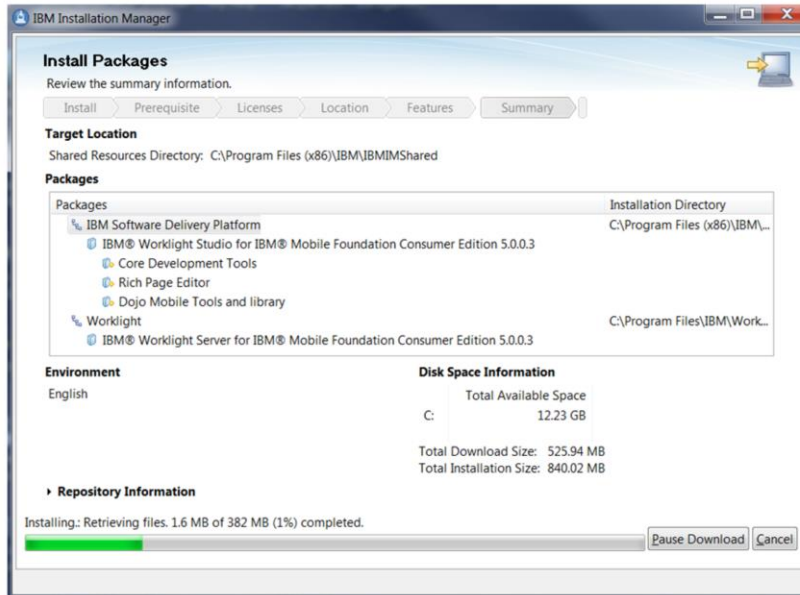 IBM Installation Manager
Install Packages
Review the summary information.
Install Prerequisite Licenses Location Features Summary
Target Location
Shared Resources Directory: C:\Program Files (x86)\IBM\IBMIMShared
Packages
Packages Installation Directory
IBM Software Delivery Platform C:\Program Files (x86)\IBM\...
IBM® Worklight Studio for IBM® Mobile Foundation Consumer Edition 5.0.0.3
Core Development Tools
Rich Page Editor
Dojo Mobile Tools and library
Worklight C:\Program Files\IBM\Work...
IBM® Worklight Server for IBM® Mobile Foundation Consumer Edition 5.0.0.3
Environment Disk Space Information
English Total Available Space
C: 12.23 GB
Total Download Size: 525.94 MB
Total Installation Size: 840.02 MB
Repository Information
Installing.: Retrieving files. 1.6 MB of 382 MB (1%) completed.
Pause Download Cancel